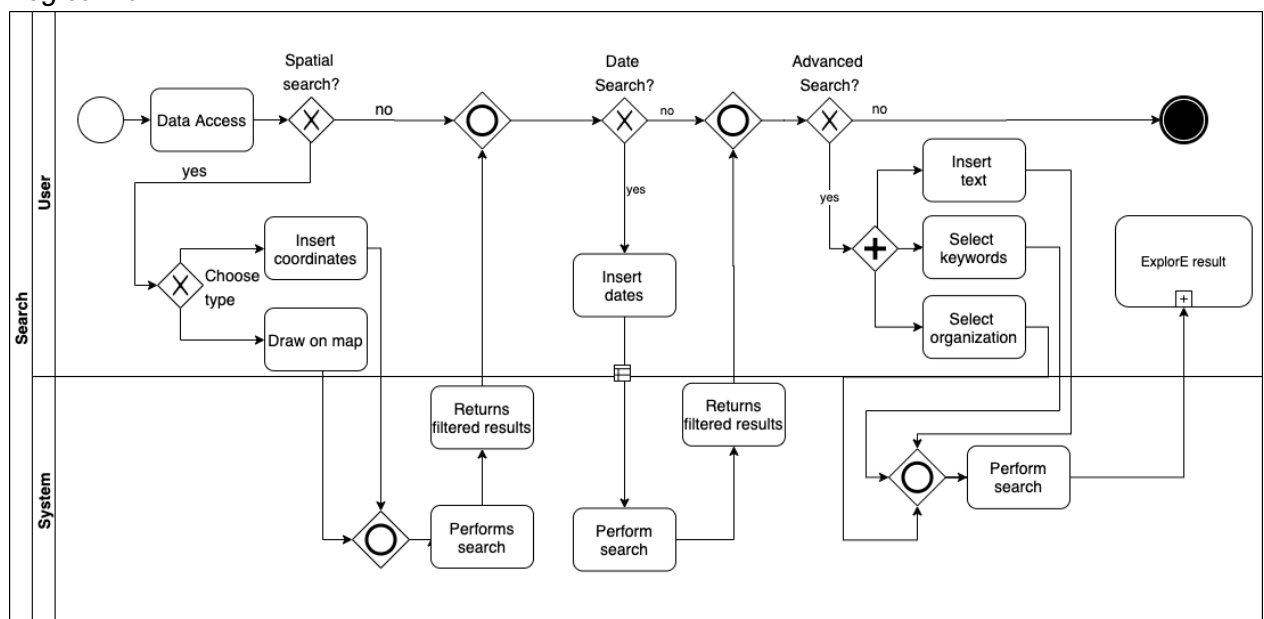 Search
User
System
Spatial
search?
Date
Search?
Advanced
Search?
Data Access
no
no
no
yes
yes
yes
Insert
text
Insert
coordinates
Choose
type
Draw on map
Insert
dates
Select
keywords
Select
organization
ExplorE result
Returns
filtered results
Returns
filtered results
Performs
search
Perform
search
Perform
search